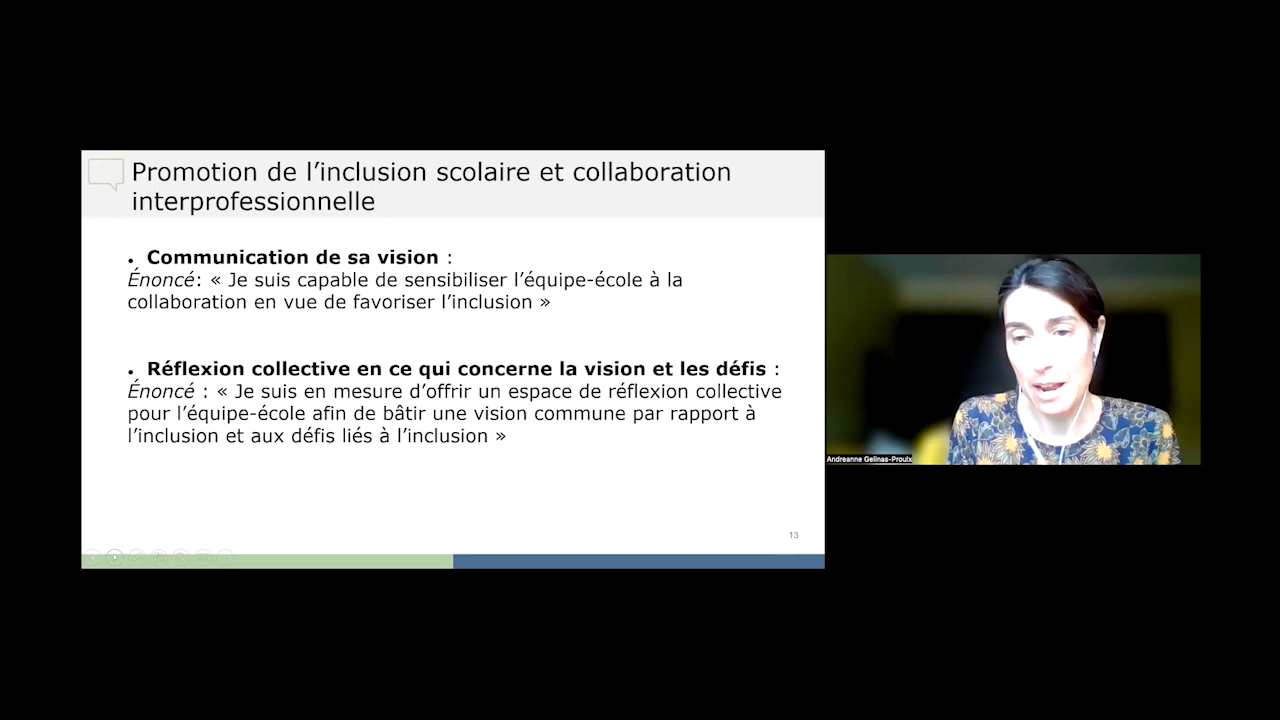 Promotion de l’inclusion scolaire et collaboration
interprofessionnelle
• Communication de sa vision :
Énoncé: « Je suis capable de sensibiliser l’équipe-école à la
collaboration en vue de favoriser l’inclusion »
• Réflexion collective en ce qui concerne la vision et les défis :
Énoncé : « Je suis en mesure d’offrir un espace de réflexion collective
pour l’équipe-école afin de bâtir une vision commune par rapport à
l’inclusion et aux défis liés à l’inclusion »
13
Andreanne Gelinas-Proulx